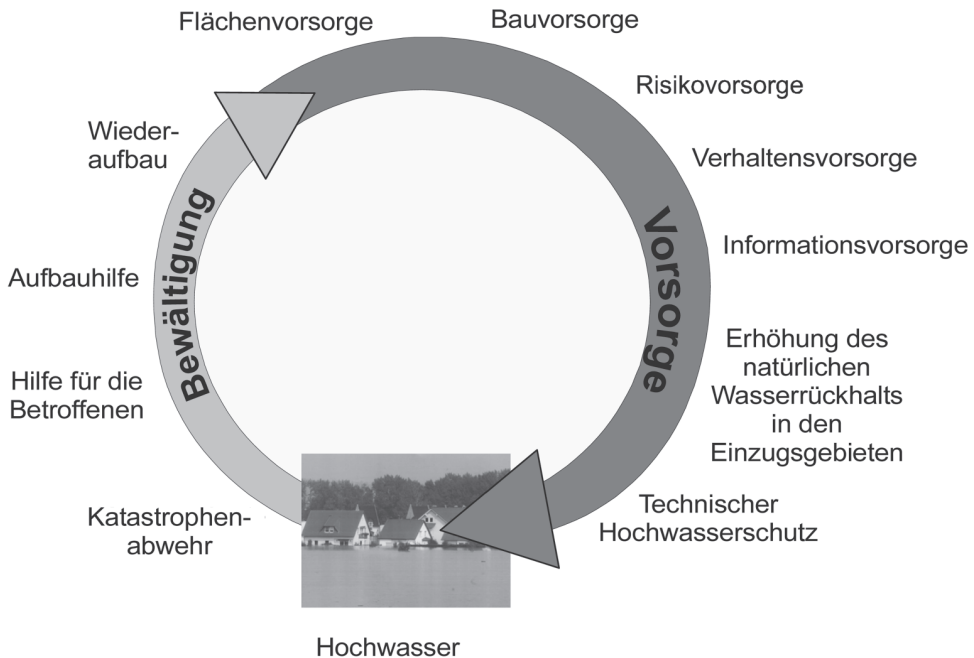 Flächenvorsorge
Bauvorsorge
Risikovorsorge
Verhaltensvorsorge
Informationsvorsorge
Erhöhung des
natürlichen
Wasserrückhalts
in den
Einzugsgebieten
Technischer
Hochwasserschutz
Vorsorge
Hochwasser
Katastrophen-
abwehr
Hilfe für die
Betroffenen
Aufbauhilfe
Wieder-
aufbau
Bewältigung